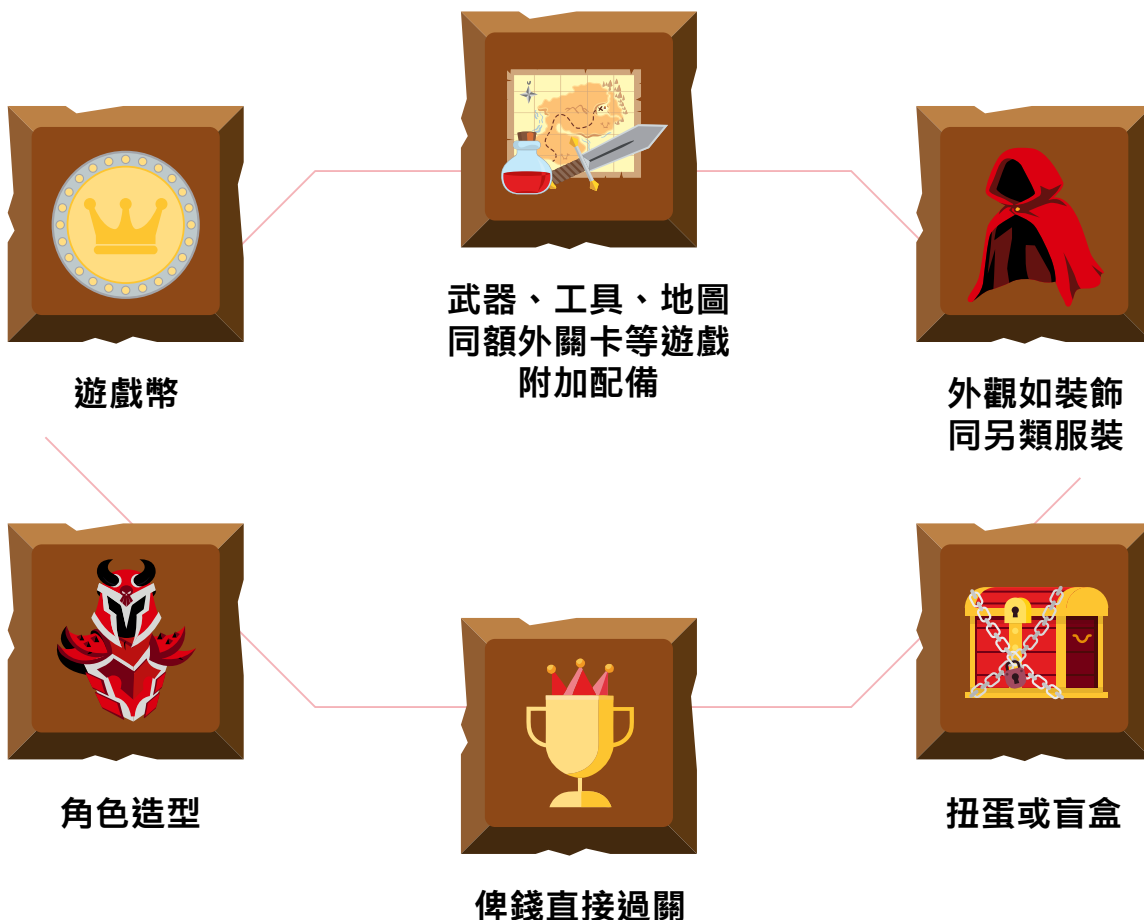 遊戲幣
武器、工具、地圖
同額外關卡等遊戲
附加配備
外觀如裝飾
同另類服裝
角色造型
俾錢直接過關
扭蛋或盲盒